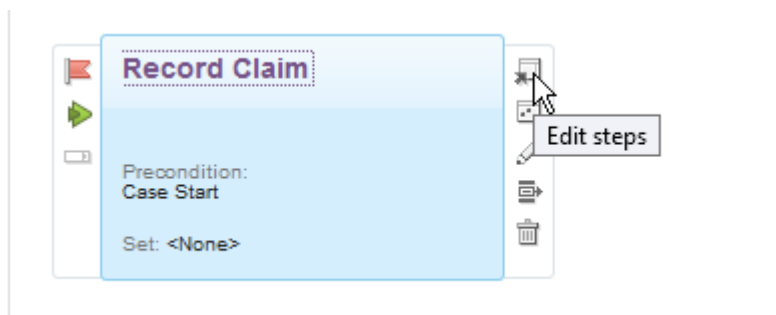 Record Claim
Edit steps
Precondition:
Case Start
Set: <None>